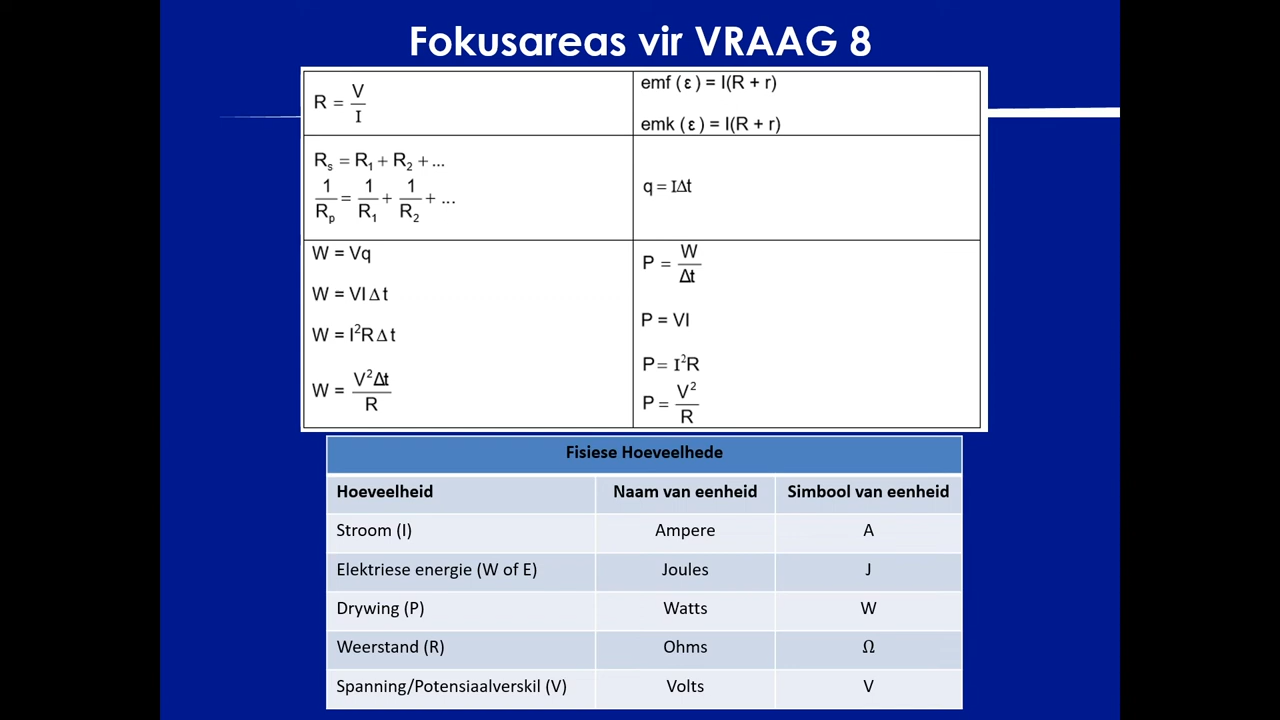 Fokusareas vir VRAAG 8
R = V/I
emf (ε) = I(R + r)
emk (ε) = I(R + r)
Rs = R1 + R2 + ...
1/Rp = 1/R1 + 1/R2 + ...
q = IΔt
W = Vq
W = VIΔt
W = I²RΔt
W = V²Δt/R
P = W/Δt
P = VI
P = I²R
P = V²/R
Fisiese Hoeveelhede
Hoeveelheid Naam van eenheid Simbool van eenheid
Stroom (I) Ampere A
Elektriese energie (W of E) Joules J
Drywing (P) Watts W
Weerstand (R) Ohms Ω
Spanning/Potensiaalverskil (V) Volts V